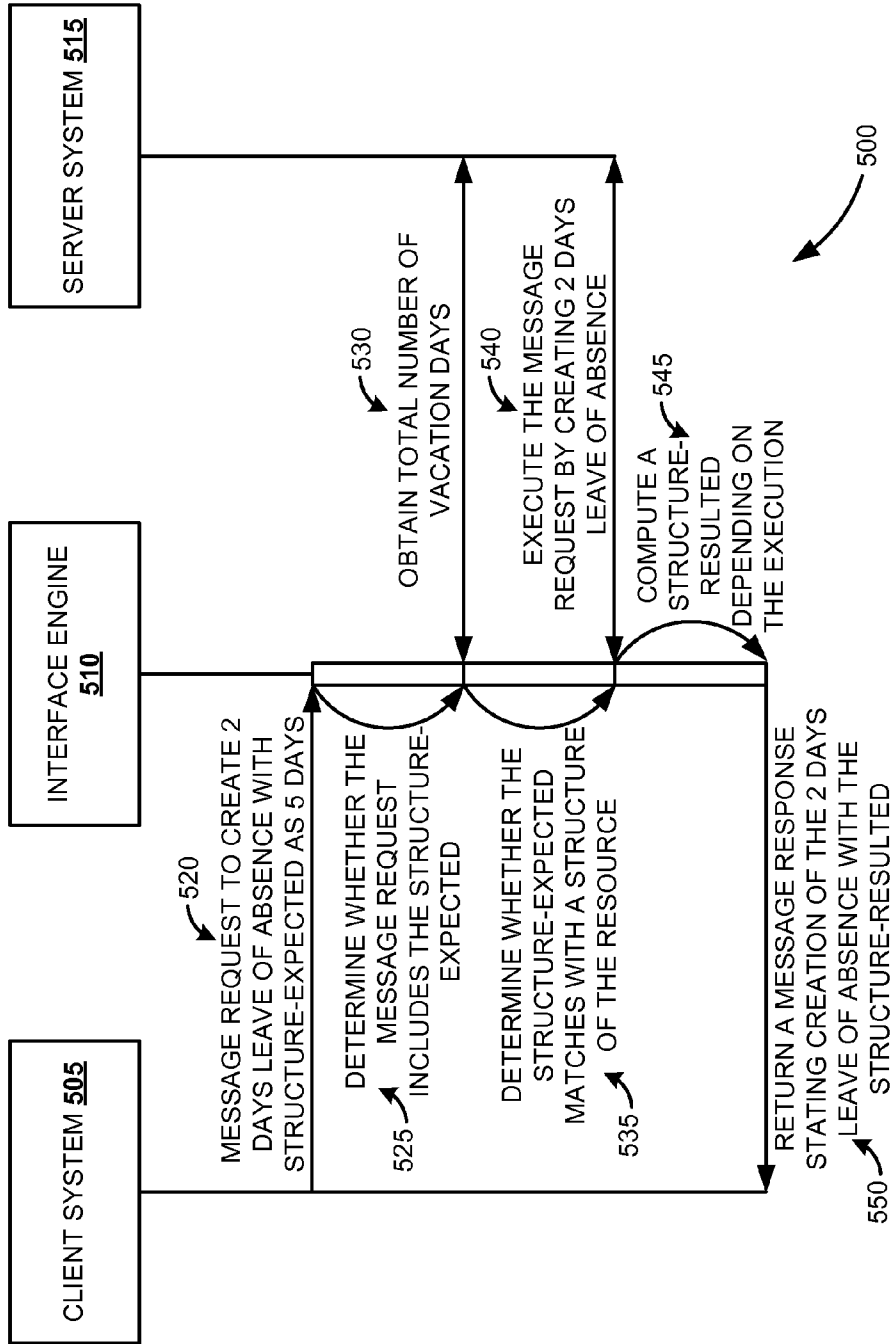 CLIENT SYSTEM 505
INTERFACE ENGINE
510
SERVER SYSTEM 515
520
MESSAGE REQUEST TO CREATE 2
DAYS LEAVE OF ABSENCE WITH
STRUCTURE-EXPECTED AS 5 DAYS
DETERMINE WHETHER THE
MESSAGE REQUEST
INCLUDES THE STRUCTURE-
EXPECTED
525
530
OBTAIN TOTAL NUMBER OF
VACATION DAYS
DETERMINE WHETHER THE
STRUCTURE-EXPECTED
MATCHES WITH A STRUCTURE
OF THE RESOURCE
535
540
EXECUTE THE MESSAGE
REQUEST BY CREATING 2 DAYS
LEAVE OF ABSENCE
COMPUTE A
STRUCTURE-
RESULTED
DEPENDING ON
THE EXECUTION
545
RETURN A MESSAGE RESPONSE
STATING CREATION OF THE 2 DAYS
LEAVE OF ABSENCE WITH THE
STRUCTURE-RESULTED
550
500